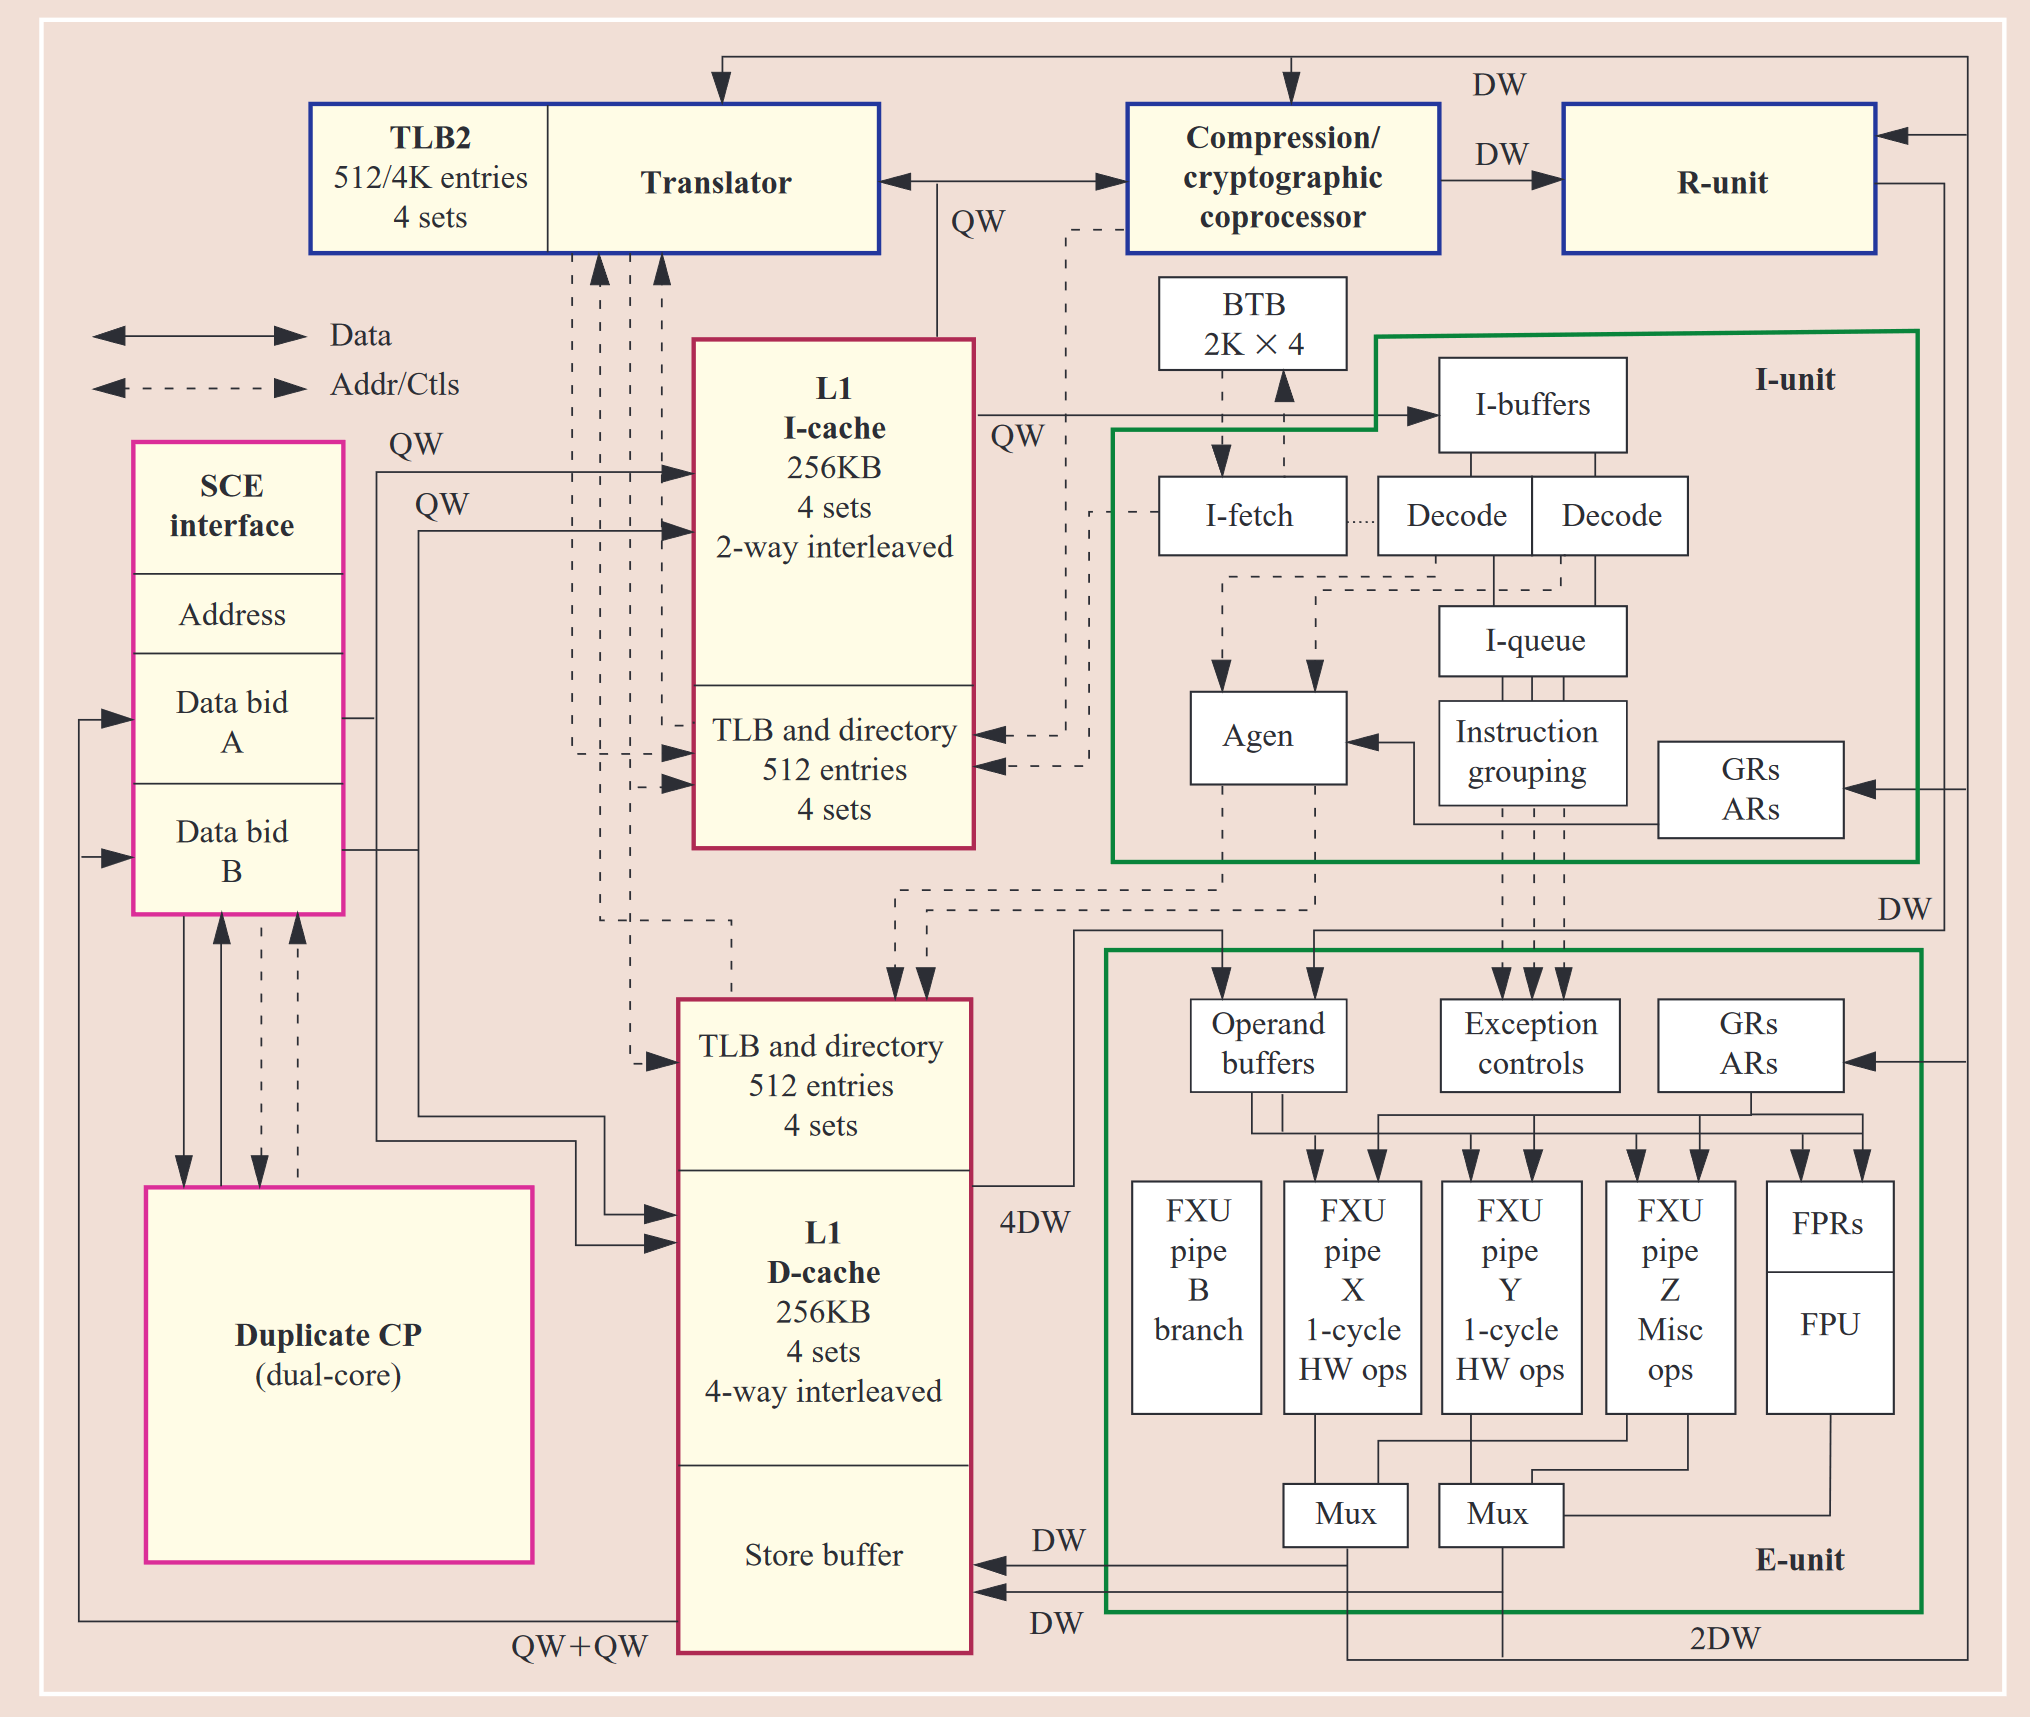 DW
TLB2
512/4K entries
4 sets
Translator
Compression/
cryptographic
coprocessor
DW
R-unit
QW
BTB
2K × 4
Data
Addr/Ctls
I-unit
I-buffers
L1
I-cache
256KB
4 sets
2-way interleaved
QW
QW
QW
SCE
interface
Address
Data bid
A
Data bid
B
I-fetch
Decode
Decode
I-queue
Agen
Instruction
grouping
GRs
ARs
TLB and directory
512 entries
4 sets
DW
Operand
buffers
Exception
controls
GRs
ARs
TLB and directory
512 entries
4 sets
4DW
L1
D-cache
256KB
4 sets
4-way interleaved
Store buffer
Duplicate CP
(dual-core)
FXU
pipe
B
branch
FXU
pipe
X
1-cycle
HW ops
FXU
pipe
Y
1-cycle
HW ops
FXU
pipe
Z
Misc
ops
FPRs
FPU
Mux
Mux
DW
E-unit
DW
QW+QW
2DW